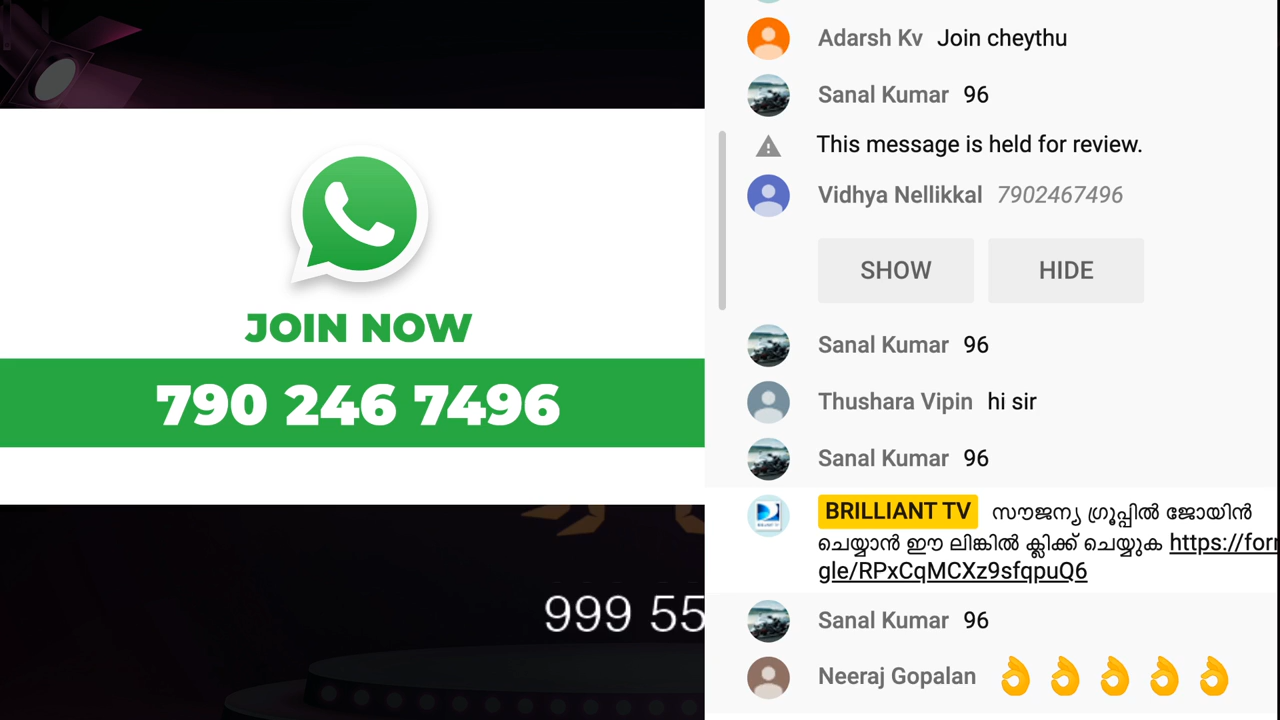 JOIN NOW
790 246 7496
999 55
Adarsh Kv Join cheythu
Sanal Kumar 96
This message is held for review.
Vidhya Nellikkal 7902467496
SHOW HIDE
Sanal Kumar 96
Thushara Vipin hi sir
Sanal Kumar 96
BRILLIANT TV സൗജന്യ ഗ്രൂപ്പിൽ ജോയിൻ
ചെയ്യാൻ ഈ ലിങ്കിൽ ക്ലിക്ക് ചെയ്യുക https://for
gle/RPxCqMCXz9sfqpuQ6
Sanal Kumar 96
Neeraj Gopalan 👌👌👌👌👌